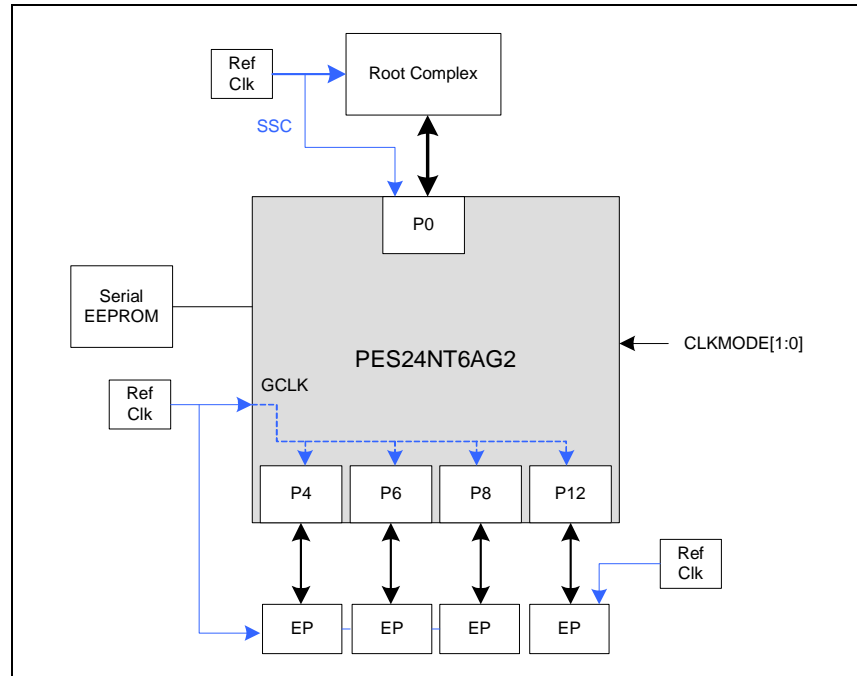 Ref
Clk
Root Complex
SSC
P0
Serial
EEPROM
PES24NT6AG2
CLKMODE[1:0]
Ref
Clk
GCLK
P4
P6
P8
P12
Ref
Clk
EP
EP
EP
EP